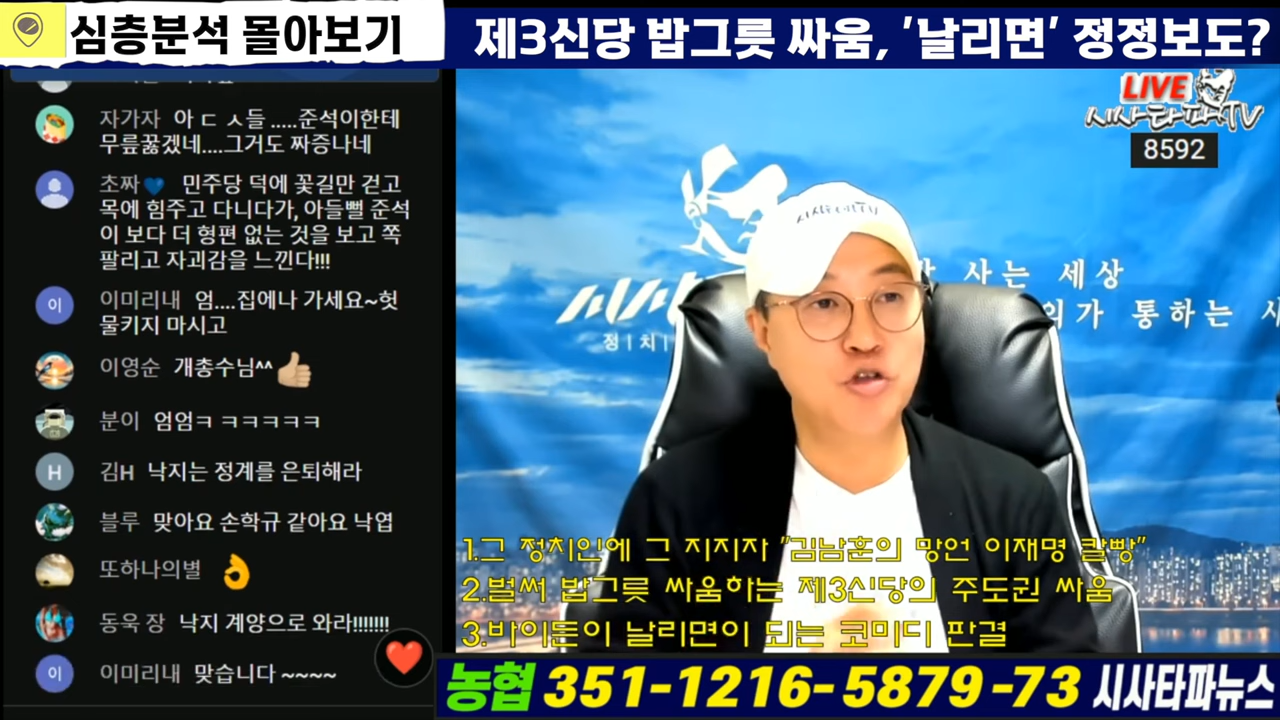 심층분석 몰아보기
제3신당 밥그릇 싸움, '날리면' 정정보도?
자가자 아 ㄷ ㅅ들 .....준석이한테
무릎꿇겠네....그거도 짜증나네
초짜💙 민주당 덕에 꽃길만 걷고
목에 힘주고 다니다가, 아들뻘 준석
이 보다 더 형편 없는 것을 보고 쪽
팔리고 자괴감을 느낀다!!!
이
이미리내 엄....집에나 가세요~헛
물키지 마시고
이영순 개총수님^^👍🏼
분이 엄엄ㅋ ㅋㅋㅋㅋㅋ
H
김H 낙지는 정계를 은퇴해라
블루 맞아요 손학규 같아요 낙엽
또하나의별 👌
동욱 장 낙지 계양으로 와라!!!!!!!
이
이미리내 맞습니다 ~~~~
LIVE
시사타파TV
8592
시사타파TV
시사
정|치|
사는 세상
의가 통하는 사
1.그 정치인에 그 지지자 "김남훈의 망언 이재명 칼빵"
2.벌써 밥그릇 싸움하는 제3신당의 주도권 싸움
3.바이든이 날리면이 되는 코미디 판결
농협 351-1216-5879-73 시사타파뉴스